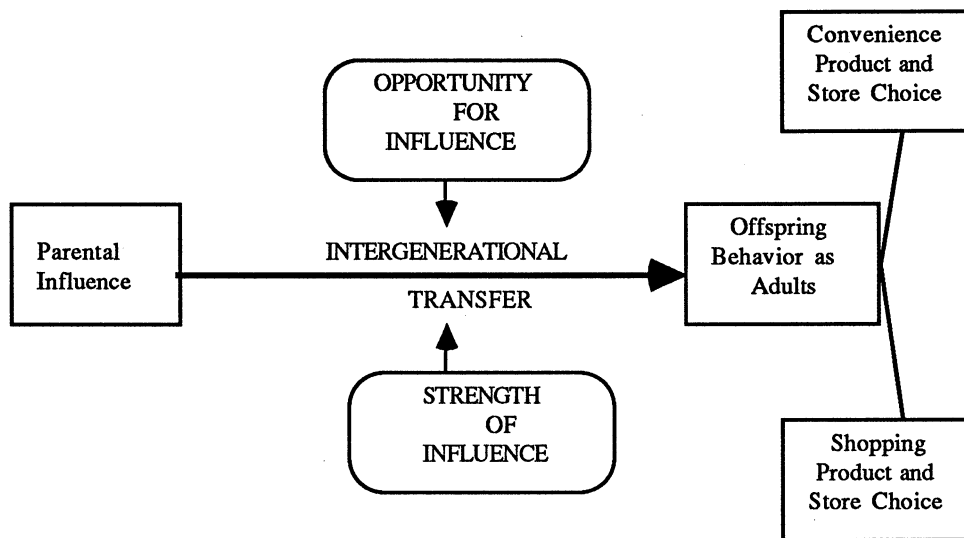 Convenience
Product and
Store Choice
OPPORTUNITY
FOR
INFLUENCE
Parental
Influence
INTERGENERATIONAL
TRANSFER
Offspring
Behavior as
Adults
STRENGTH
OF
INFLUENCE
Shopping
Product and
Store Choice